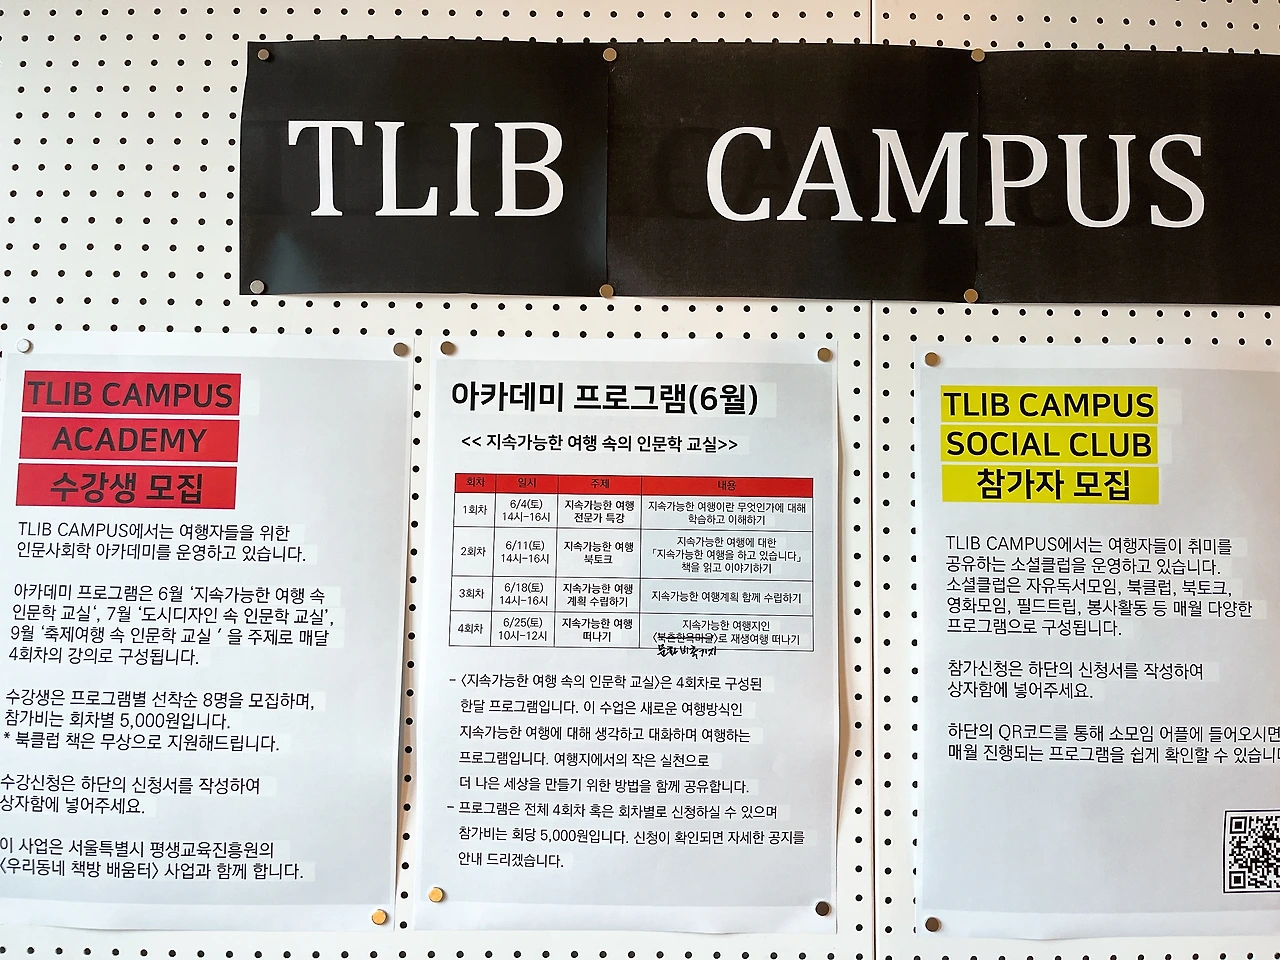 TLIB CAMPUS
TLIB CAMPUS
ACADEMY
수강생 모집
TLIB CAMPUS에서는 여행자들을 위한
인문사회학 아카데미를 운영하고 있습니다.
아카데미 프로그램은 6월 ‘지속가능한 여행 속
인문학 교실‘, 7월 ‘도시디자인 속 인문학 교실’,
9월 ‘축제여행 속 인문학 교실 ’ 을 주제로 매달
4회차의 강의로 구성됩니다.
수강생은 프로그램별 선착순 8명을 모집하며,
참가비는 회차별 5,000원입니다.
* 북클럽 책은 무상으로 지원해드립니다.
수강신청은 하단의 신청서를 작성하여
상자함에 넣어주세요.
이 사업은 서울특별시 평생교육진흥원의
<우리동네 책방 배움터> 사업과 함께 합니다.
아카데미 프로그램(6월)
<< 지속가능한 여행 속의 인문학 교실>>
회차 일시 주제 내용
1회차 6/4(토) 14시-16시 지속가능한 여행 전문가 특강 지속가능한 여행이란 무엇인가에 대해 학습하고 이해하기
2회차 6/11(토) 14시-16시 지속가능한 여행 북토크 지속가능한 여행에 대한 「지속가능한 여행을 하고 있습니다」 책을 읽고 이야기하기
3회차 6/18(토) 14시-16시 지속가능한 여행 계획 수립하기 지속가능한 여행계획 함께 수립하기
4회차 6/25(토) 10시-12시 지속가능한 여행 떠나기 지속가능한 여행지인 <북촌한옥마을>로 재생여행 떠나기
문화비축기지
- <지속가능한 여행 속의 인문학 교실>은 4회차로 구성된
한달 프로그램입니다. 이 수업은 새로운 여행방식인
지속가능한 여행에 대해 생각하고 대화하며 여행하는
프로그램입니다. 여행지에서의 작은 실천으로
더 나은 세상을 만들기 위한 방법을 함께 공유합니다.
- 프로그램은 전체 4회차 혹은 회차별로 신청하실 수 있으며
참가비는 회당 5,000원입니다. 신청이 확인되면 자세한 공지를
안내 드리겠습니다.
TLIB CAMPUS
SOCIAL CLUB
참가자 모집
TLIB CAMPUS에서는 여행자들이 취미를
공유하는 소셜클럽을 운영하고 있습니다.
소셜클럽은 자유독서모임, 북클럽, 북토크,
영화모임, 필드트립, 봉사활동 등 매월 다양한
프로그램으로 구성됩니다.
참가신청은 하단의 신청서를 작성하여
상자함에 넣어주세요.
하단의 QR코드를 통해 소모임 어플에 들어오시면
매월 진행되는 프로그램을 쉽게 확인할 수 있습니